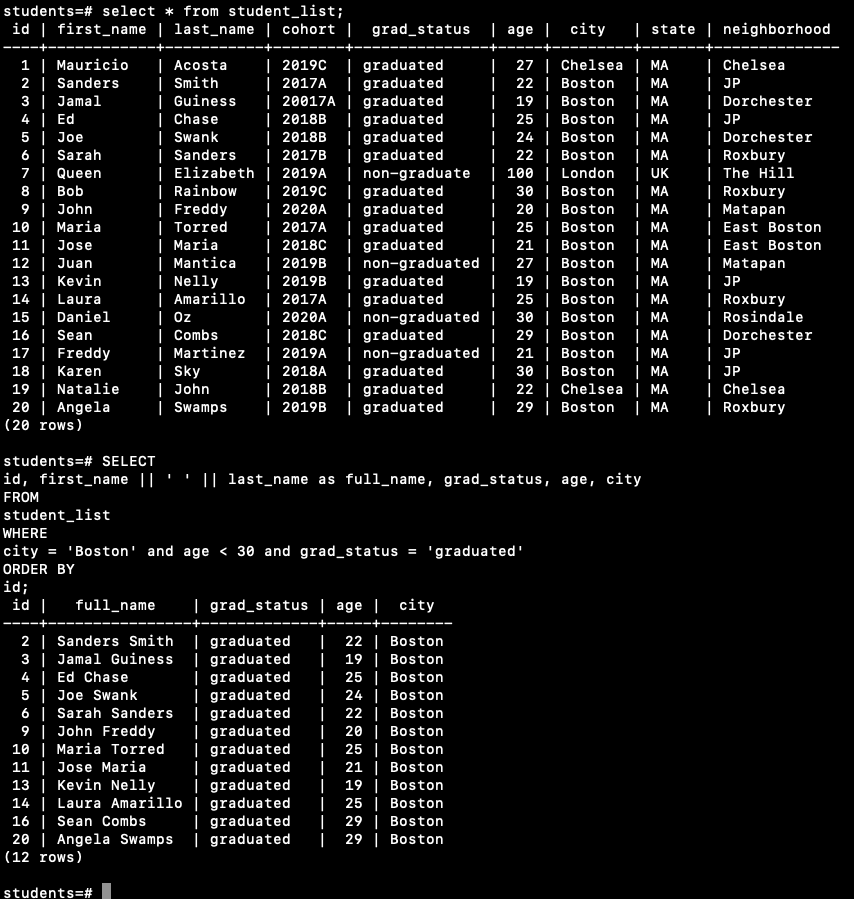 students=# select * from student_list;
 id | first_name | last_name | cohort |  grad_status  | age |  city   | state | neighborhood
----+------------+-----------+--------+---------------+-----+---------+-------+--------------
  1 | Mauricio   | Acosta    | 2019C  | graduated     |  27 | Chelsea | MA    | Chelsea
  2 | Sanders    | Smith     | 2017A  | graduated     |  22 | Boston  | MA    | JP
  3 | Jamal      | Guiness   | 20017A | graduated     |  19 | Boston  | MA    | Dorchester
  4 | Ed         | Chase     | 2018B  | graduated     |  25 | Boston  | MA    | JP
  5 | Joe        | Swank     | 2018B  | graduated     |  24 | Boston  | MA    | Dorchester
  6 | Sarah      | Sanders   | 2017B  | graduated     |  22 | Boston  | MA    | Roxbury
  7 | Queen      | Elizabeth | 2019A  | non-graduate  | 100 | London  | UK    | The Hill
  8 | Bob        | Rainbow   | 2019C  | graduated     |  30 | Boston  | MA    | Roxbury
  9 | John       | Freddy    | 2020A  | graduated     |  20 | Boston  | MA    | Matapan
 10 | Maria      | Torred    | 2017A  | graduated     |  25 | Boston  | MA    | East Boston
 11 | Jose       | Maria     | 2018C  | graduated     |  21 | Boston  | MA    | East Boston
 12 | Juan       | Mantica   | 2019B  | non-graduated |  27 | Boston  | MA    | Matapan
 13 | Kevin      | Nelly     | 2019B  | graduated     |  19 | Boston  | MA    | JP
 14 | Laura      | Amarillo  | 2017A  | graduated     |  25 | Boston  | MA    | Roxbury
 15 | Daniel     | Oz        | 2020A  | non-graduated |  30 | Boston  | MA    | Rosindale
 16 | Sean       | Combs     | 2018C  | graduated     |  29 | Boston  | MA    | Dorchester
 17 | Freddy     | Martinez  | 2019A  | non-graduated |  21 | Boston  | MA    | JP
 18 | Karen      | Sky       | 2018A  | graduated     |  30 | Boston  | MA    | JP
 19 | Natalie    | John      | 2018B  | graduated     |  22 | Chelsea | MA    | Chelsea
 20 | Angela     | Swamps    | 2019B  | graduated     |  29 | Boston  | MA    | Roxbury
(20 rows)

students=# SELECT
id, first_name || ' ' || last_name as full_name, grad_status, age, city
FROM
student_list
WHERE
city = 'Boston' and age < 30 and grad_status = 'graduated'
ORDER BY
id;
 id |   full_name    | grad_status | age |  city
----+----------------+-------------+-----+--------
  2 | Sanders Smith  | graduated   |  22 | Boston
  3 | Jamal Guiness  | graduated   |  19 | Boston
  4 | Ed Chase       | graduated   |  25 | Boston
  5 | Joe Swank      | graduated   |  24 | Boston
  6 | Sarah Sanders  | graduated   |  22 | Boston
  9 | John Freddy    | graduated   |  20 | Boston
 10 | Maria Torred   | graduated   |  25 | Boston
 11 | Jose Maria     | graduated   |  21 | Boston
 13 | Kevin Nelly    | graduated   |  19 | Boston
 14 | Laura Amarillo | graduated   |  25 | Boston
 16 | Sean Combs     | graduated   |  29 | Boston
 20 | Angela Swamps  | graduated   |  29 | Boston
(12 rows)

students=#